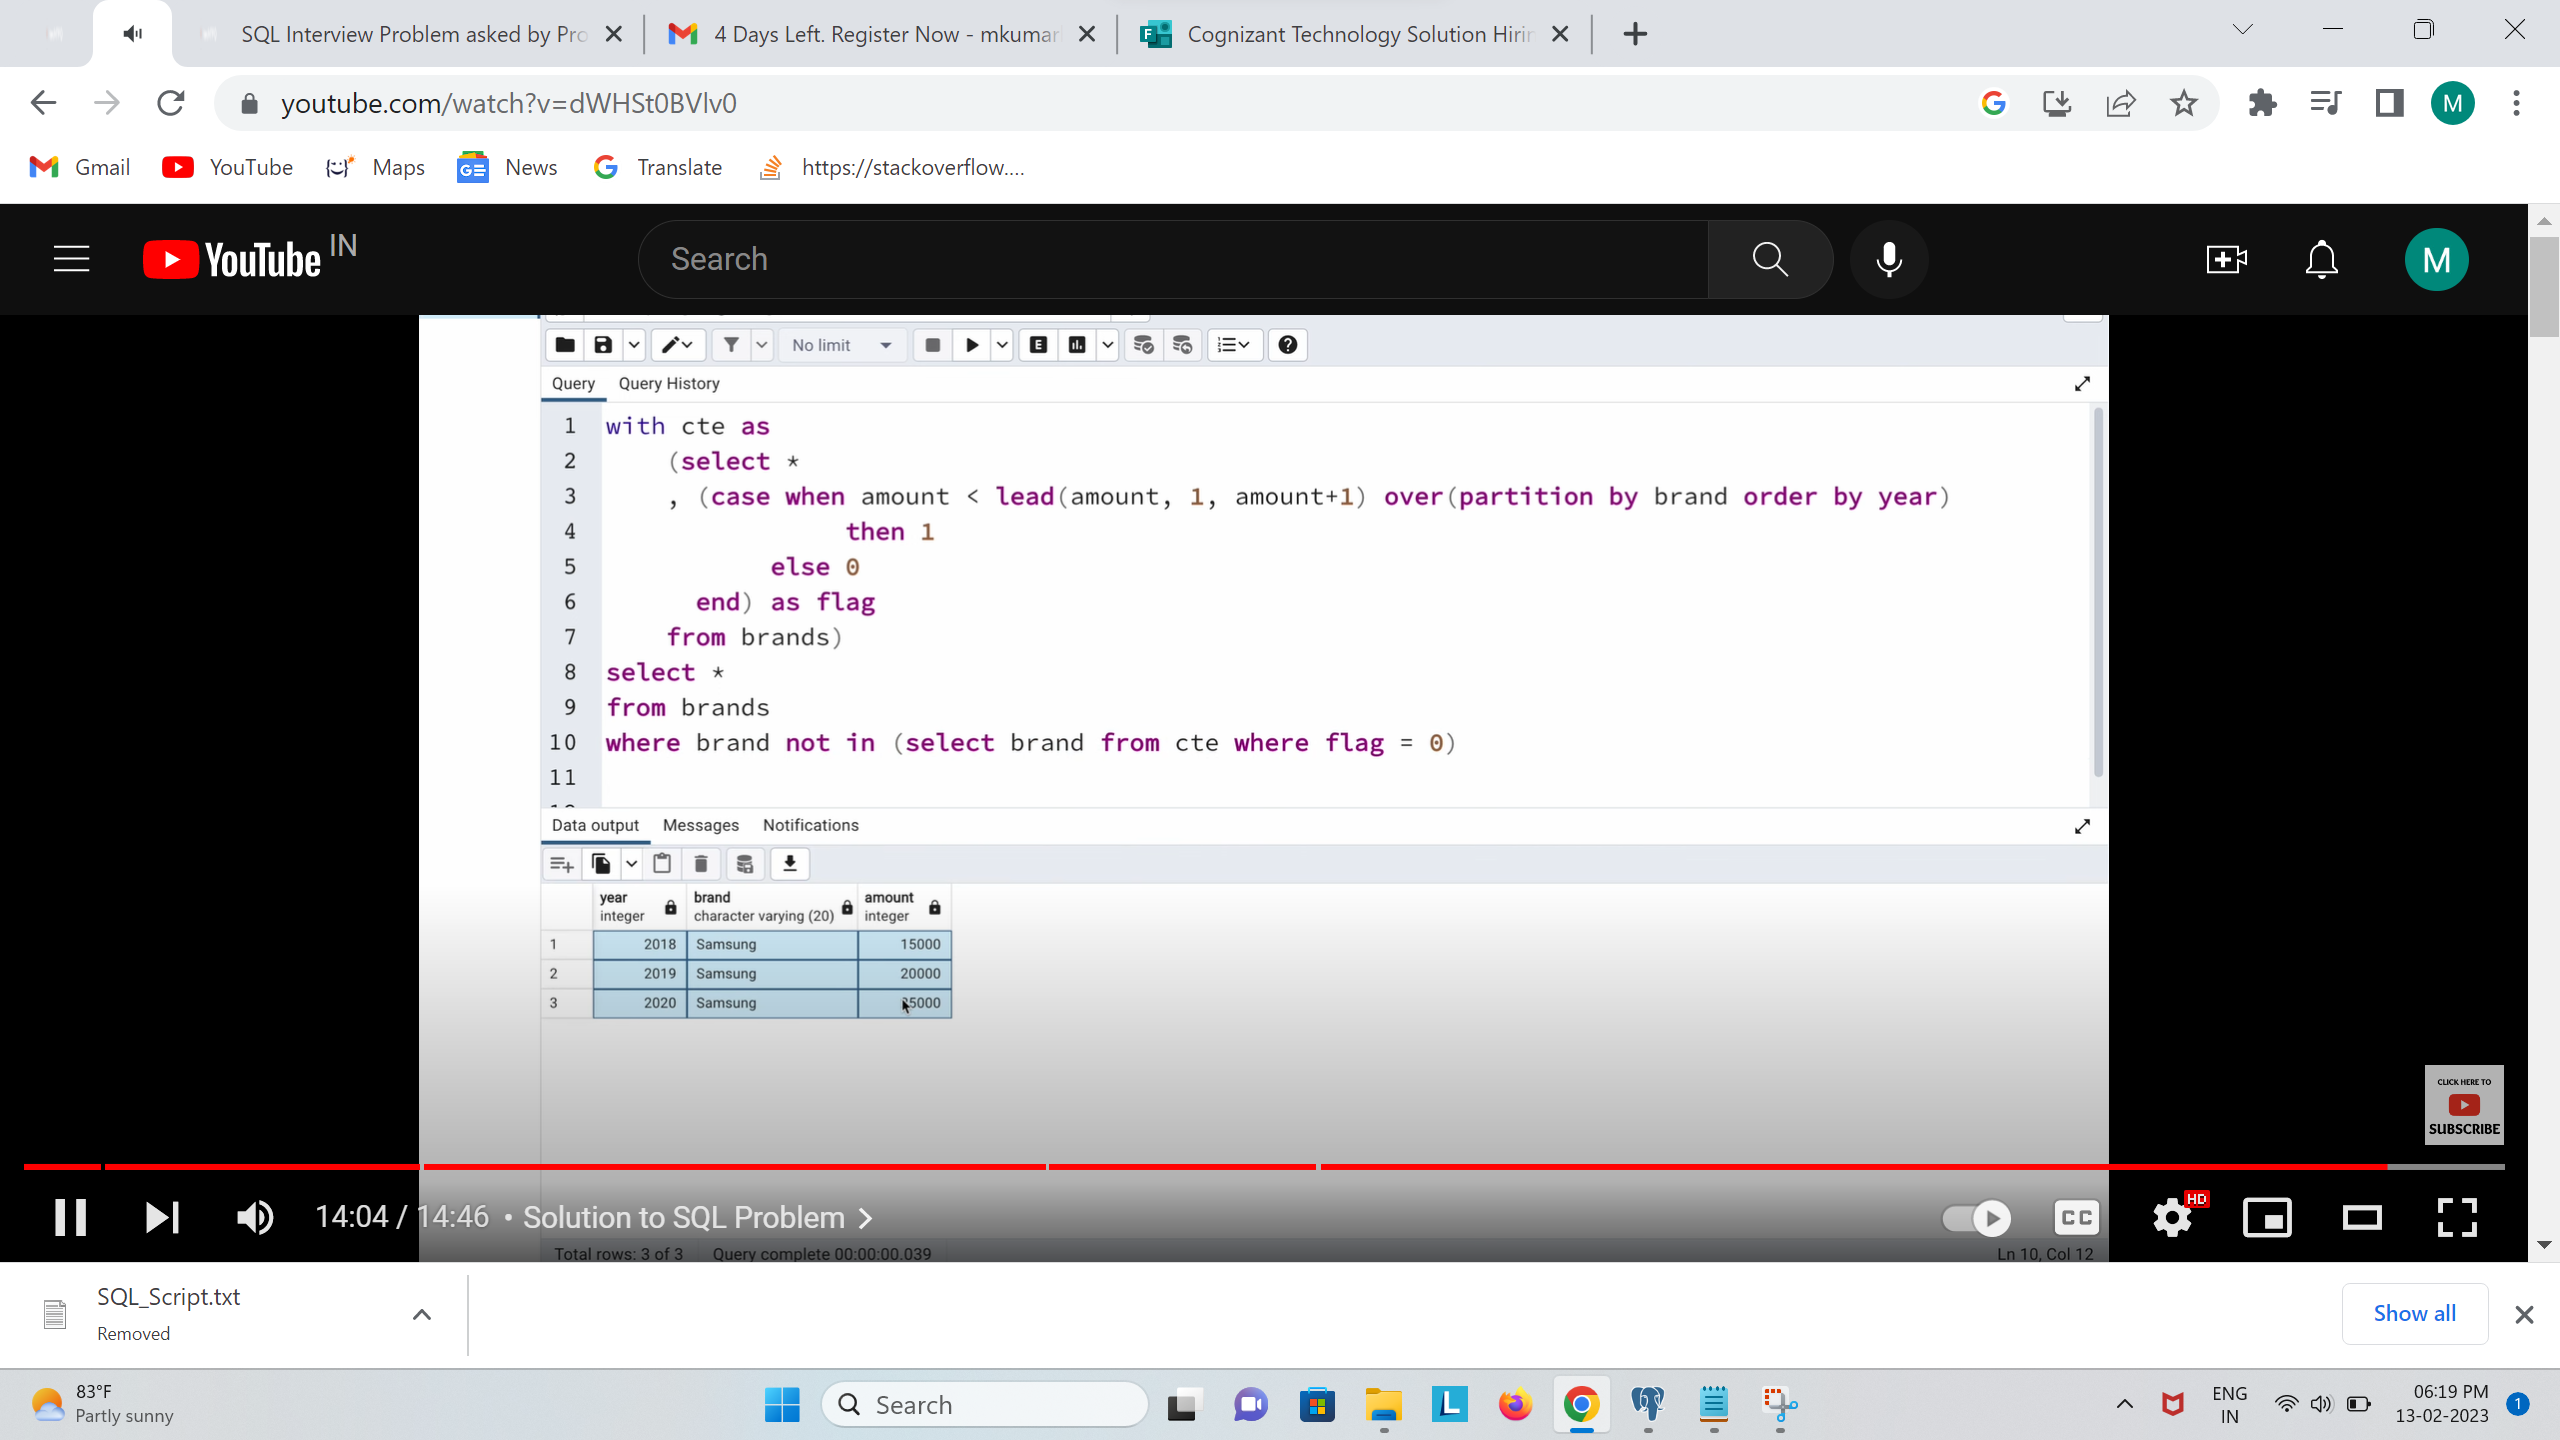 SQL Interview Problem asked by Pro
4 Days Left. Register Now - mkumar
Cognizant Technology Solution Hirin
youtube.com/watch?v=dWHSt0BVlv0
M
Gmail
YouTube
Maps
News
Translate
https://stackoverflow....
YouTube IN
Search
M
No limit
Query
Query History
1 with cte as
2 (select *
3 , (case when amount < lead(amount, 1, amount+1) over(partition by brand order by year)
4 then 1
5 else 0
6 end) as flag
7 from brands)
8 select *
9 from brands
10 where brand not in (select brand from cte where flag = 0)
11
Data output
Messages
Notifications
year integer
brand character varying (20)
amount integer
1 2018 Samsung 15000
2 2019 Samsung 20000
3 2020 Samsung 5000
CLICK HERE TO
SUBSCRIBE
14:04 / 14:46 • Solution to SQL Problem
CC
HD
Total rows: 3 of 3
Query complete 00:00:00.039
Ln 10, Col 12
SQL_Script.txt
Removed
Show all
83°F
Partly sunny
Search
ENG
IN
06:19 PM
13-02-2023
1